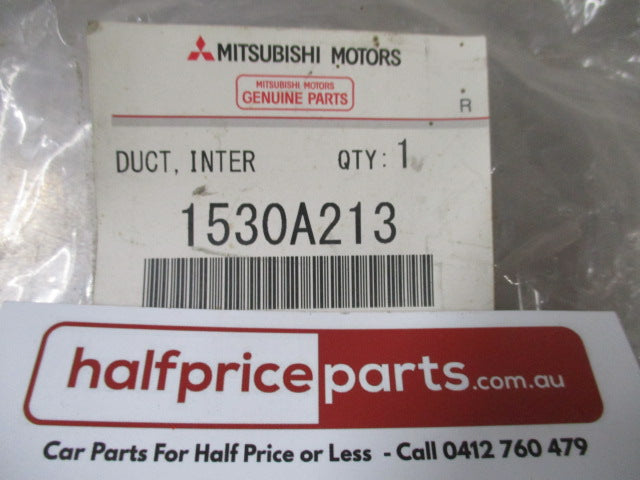 MITSUBISHI MOTORS
MITSUBISHI MOTORS
GENUINE PARTS
R
DUCT, INTER QTY: 1
1530A213
halfpriceparts.com.au
Car Parts For Half Price or Less - Call 0412 760 479